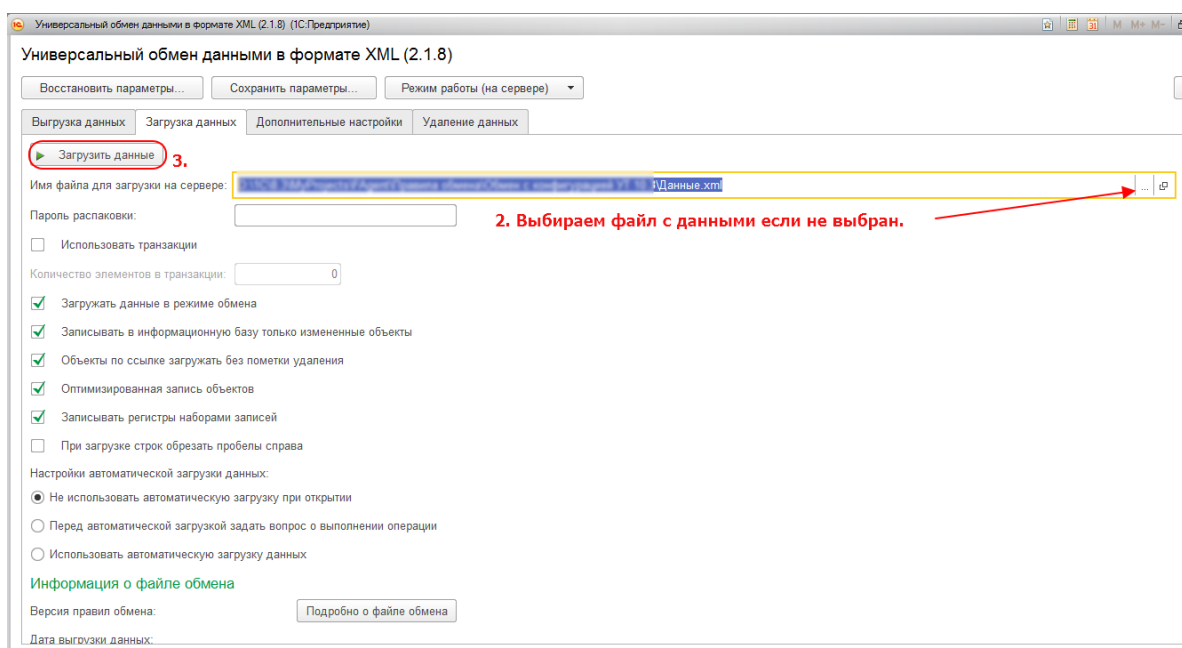 Универсальный обмен данными в формате XML (2.1.8) (1С:Предприятие)
31 M M+ M-
Универсальный обмен данными в формате XML (2.1.8)
Восстановить параметры... Сохранить параметры... Режим работы (на сервере)
Выгрузка данных Загрузка данных Дополнительные настройки Удаление данных
Загрузить данные 3.
Имя файла для загрузки на сервере: \Данные.xml ...
Пароль распаковки:
2. Выбираем файл с данными если не выбран.
Использовать транзакции
Количество элементов в транзакции: 0
Загружать данные в режиме обмена
Записывать в информационную базу только измененные объекты
Объекты по ссылке загружать без пометки удаления
Оптимизированная запись объектов
Записывать регистры наборами записей
При загрузке строк обрезать пробелы справа
Настройки автоматической загрузки данных:
Не использовать автоматическую загрузку при открытии
Перед автоматической загрузкой задать вопрос о выполнении операции
Использовать автоматическую загрузку данных
Информация о файле обмена
Версия правил обмена: Подробно о файле обмена
Дата выгрузки данных: